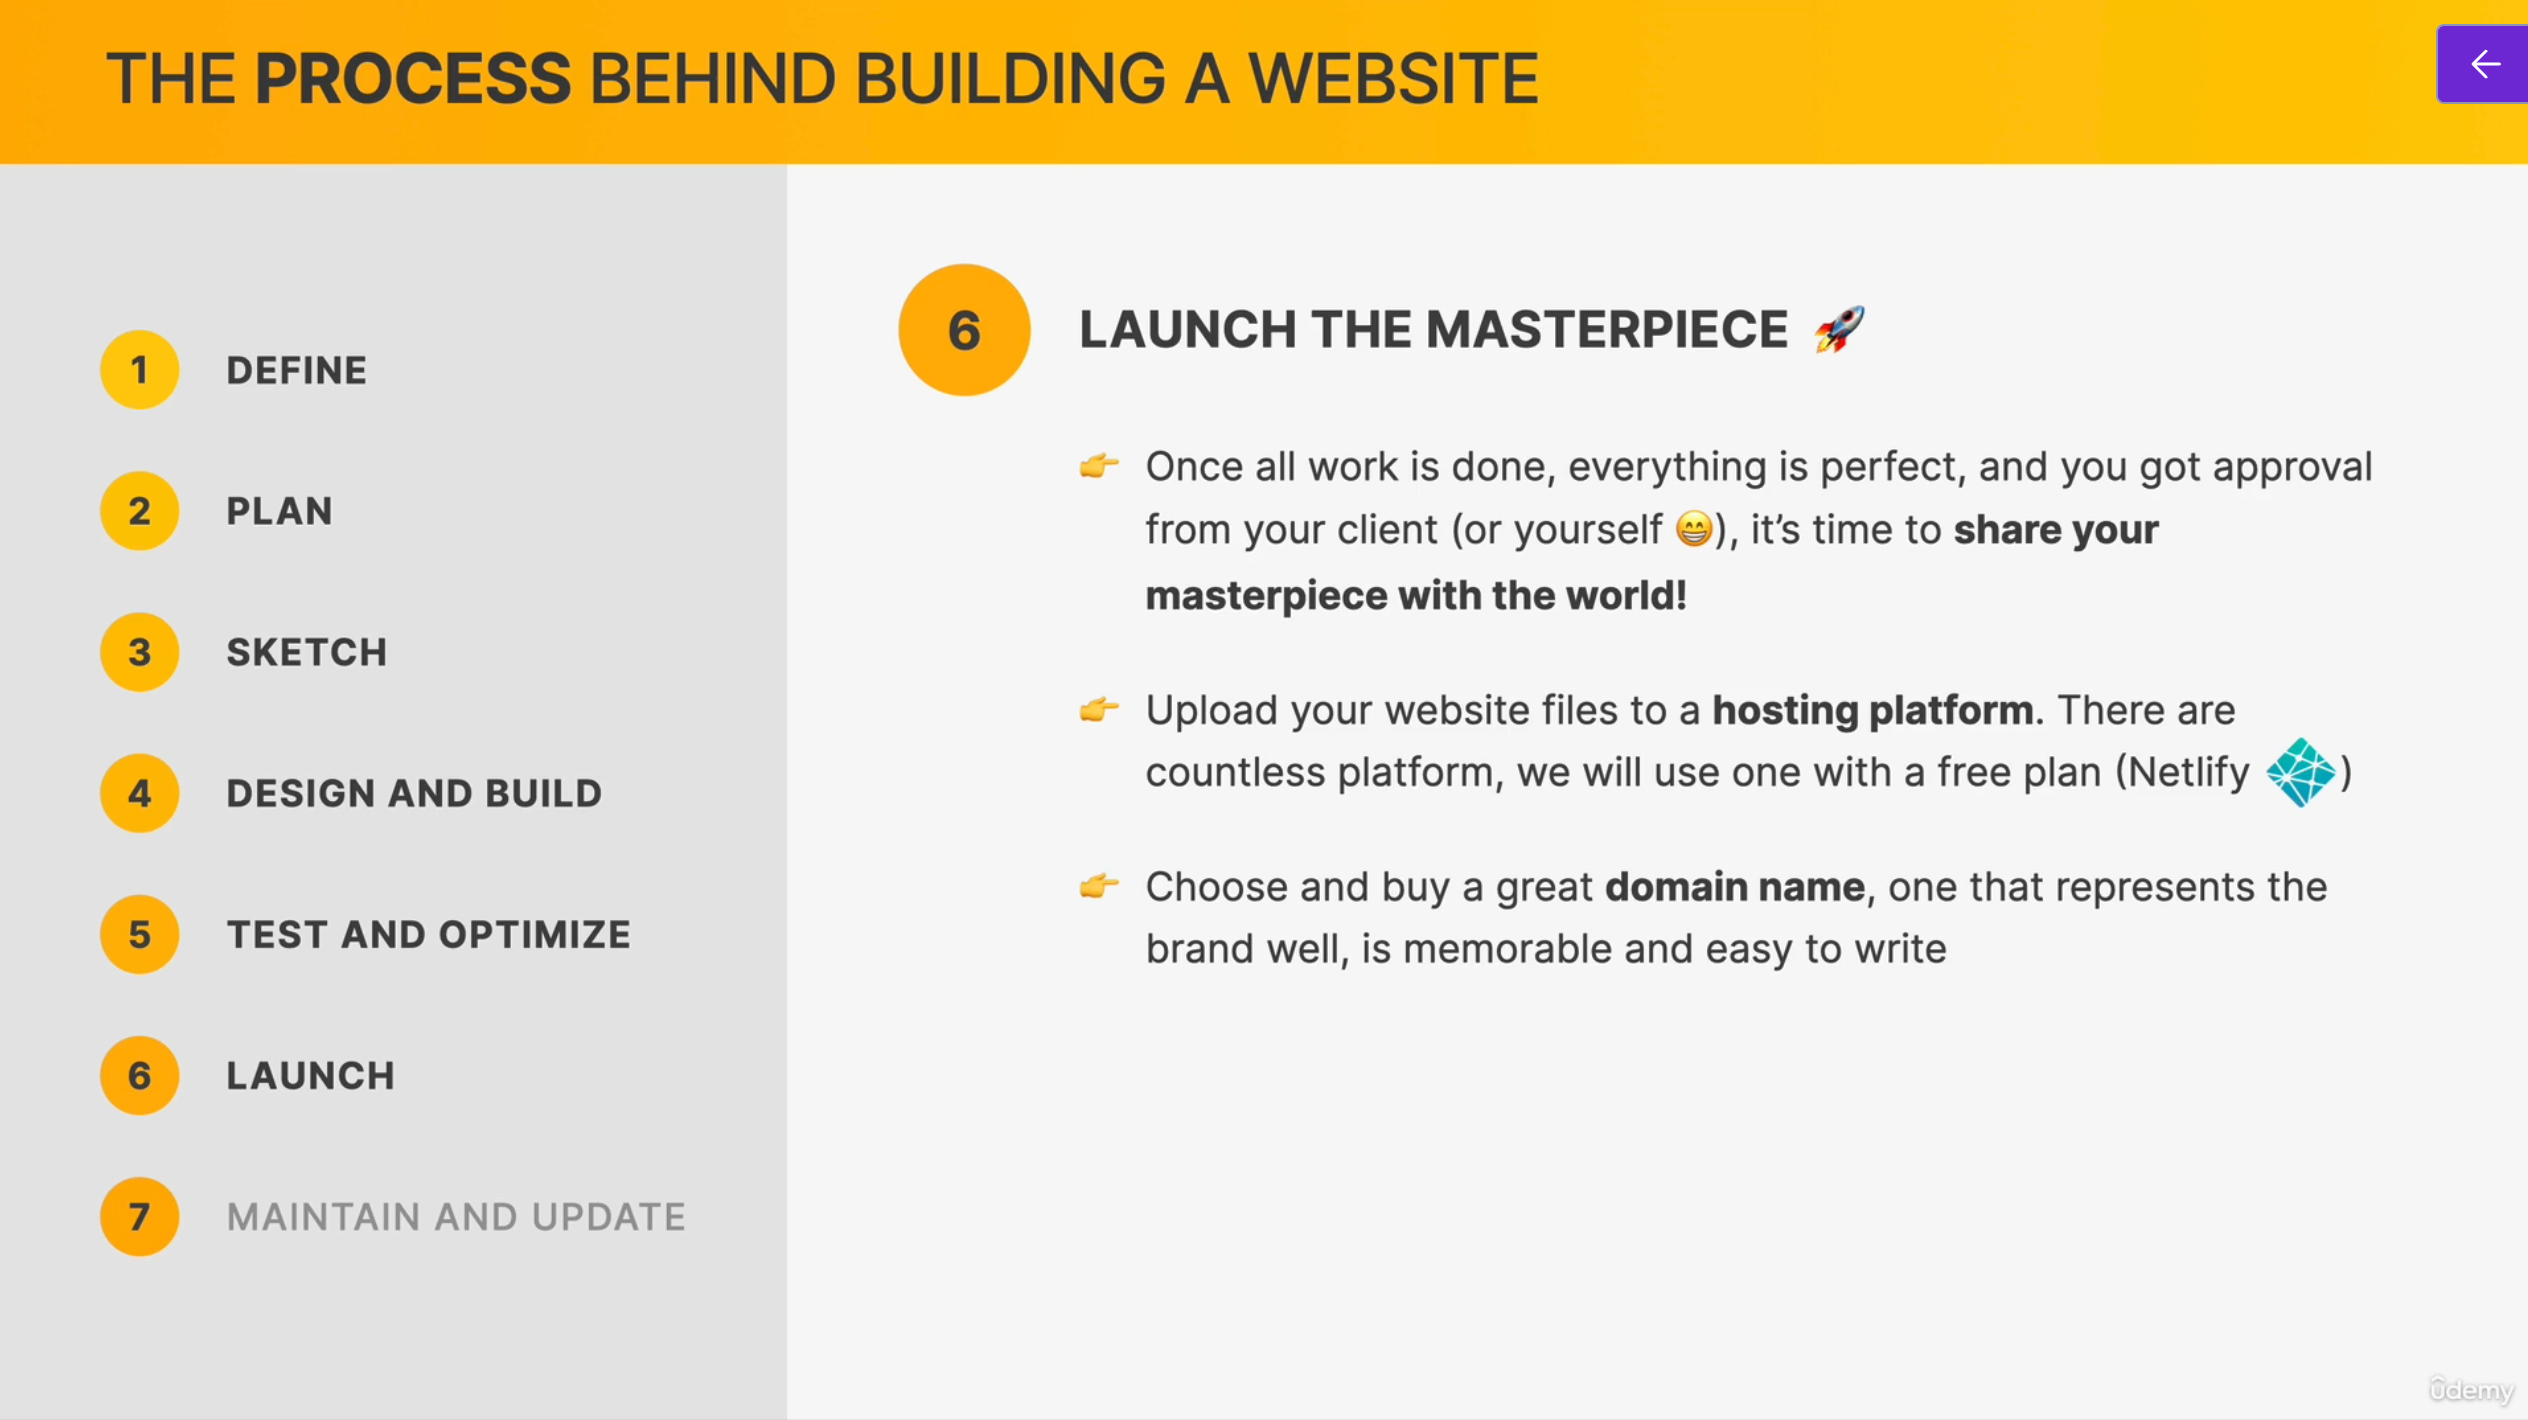 THE PROCESS BEHIND BUILDING A WEBSITE
1 DEFINE
2 PLAN
3 SKETCH
4 DESIGN AND BUILD
5 TEST AND OPTIMIZE
6 LAUNCH
7 MAINTAIN AND UPDATE
6 LAUNCH THE MASTERPIECE 🚀
👉 Once all work is done, everything is perfect, and you got approval
from your client (or yourself 😁), it’s time to share your
masterpiece with the world!
👉 Upload your website files to a hosting platform. There are
countless platform, we will use one with a free plan (Netlify )
👉 Choose and buy a great domain name, one that represents the
brand well, is memorable and easy to write
ûdemy